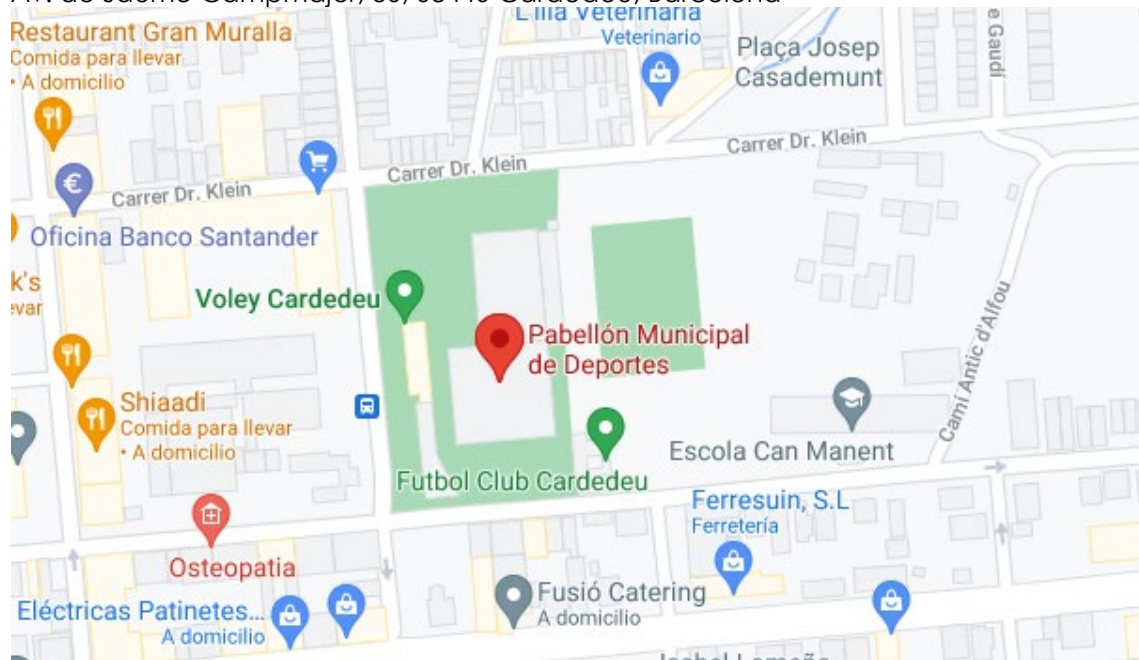 Restaurant Gran Muralla
Comida para llevar
• A domicilio
Veterinaria
Veterinario
Plaça Josep
Casademunt
e Gaudí
Carrer Dr. Klein
Carrer Dr. Klein
Carrer Dr. Klein
€
Oficina Banco Santander
k's
evar
Voley Cardedeu
Pabellón Municipal
de Deportes
Camí Antic d'Alfou
Shiaadi
Comida para llevar
• A domicilio
Escola Can Manent
Futbol Club Cardedeu
Ferresuin, S.L
Ferretería
Osteopatia
Fusió Catering
A domicilio
Eléctricas Patinetes...
A domicilio